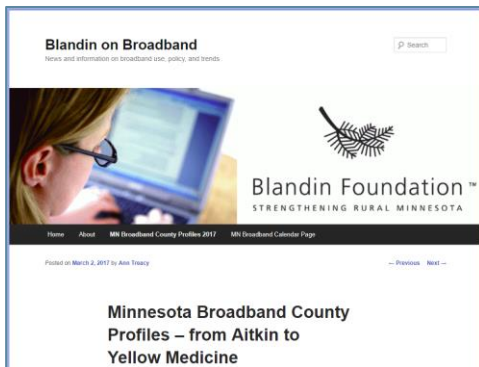 Blandin on Broadband
News and information on broadband use, policy, and trends
Search
Blandin Foundation™
STRENGTHENING RURAL MINNESOTA
Home About MN Broadband County Profiles 2017 MN Broadband Calendar Page
Posted on March 2, 2017 by Ann Treacy
← Previous Next →
Minnesota Broadband County
Profiles – from Aitkin to
Yellow Medicine